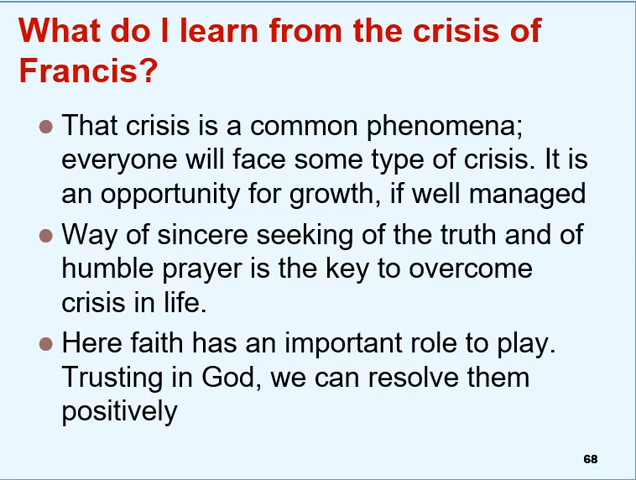 What do I learn from the crisis of
Francis?
● That crisis is a common phenomena;
everyone will face some type of crisis. It is
an opportunity for growth, if well managed
● Way of sincere seeking of the truth and of
humble prayer is the key to overcome
crisis in life.
● Here faith has an important role to play.
Trusting in God, we can resolve them
positively
68